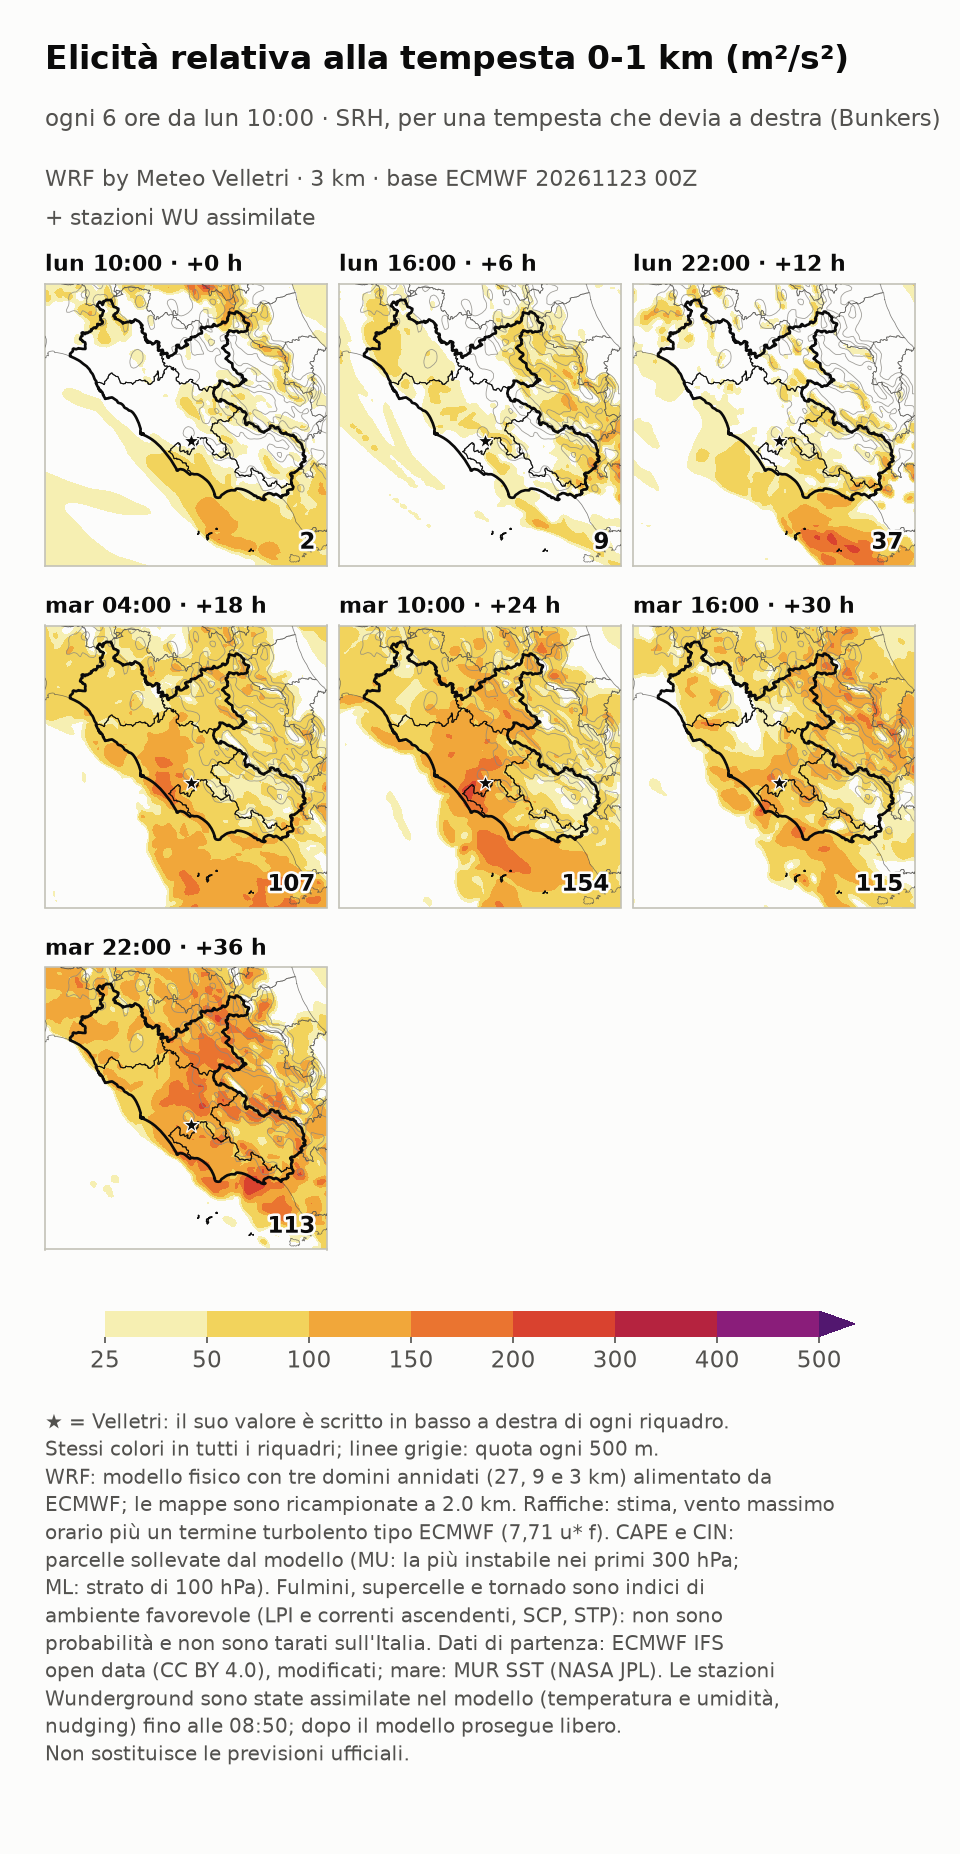 Elicità relativa alla tempesta 0-1 km (m²/s²)
ogni 6 ore da lun 10:00 · SRH, per una tempesta che devia a destra (Bunkers)
WRF by Meteo Velletri · 3 km · base ECMWF 20261123 00Z
+ stazioni WU assimilate
lun 10:00 · +0 h
lun 16:00 · +6 h
lun 22:00 · +12 h
2
9
37
mar 04:00 · +18 h
mar 10:00 · +24 h
mar 16:00 · +30 h
107
154
115
mar 22:00 · +36 h
113
25 50 100 150 200 300 400 500
★ = Velletri: il suo valore è scritto in basso a destra di ogni riquadro.
Stessi colori in tutti i riquadri; linee grigie: quota ogni 500 m.
WRF: modello fisico con tre domini annidati (27, 9 e 3 km) alimentato da
ECMWF; le mappe sono ricampionate a 2.0 km. Raffiche: stima, vento massimo
orario più un termine turbolento tipo ECMWF (7,71 u* f). CAPE e CIN:
parcelle sollevate dal modello (MU: la più instabile nei primi 300 hPa;
ML: strato di 100 hPa). Fulmini, supercelle e tornado sono indici di
ambiente favorevole (LPI e correnti ascendenti, SCP, STP): non sono
probabilità e non sono tarati sull'Italia. Dati di partenza: ECMWF IFS
open data (CC BY 4.0), modificati; mare: MUR SST (NASA JPL). Le stazioni
Wunderground sono state assimilate nel modello (temperatura e umidità,
nudging) fino alle 08:50; dopo il modello prosegue libero.
Non sostituisce le previsioni ufficiali.